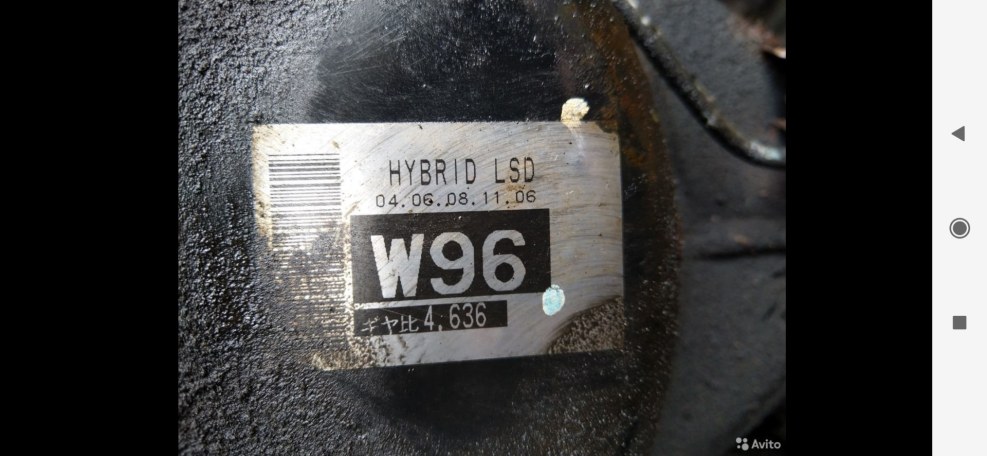 HYBRID LSD
04.06.08.11.06
W96
ギヤ比 4.636
Avito